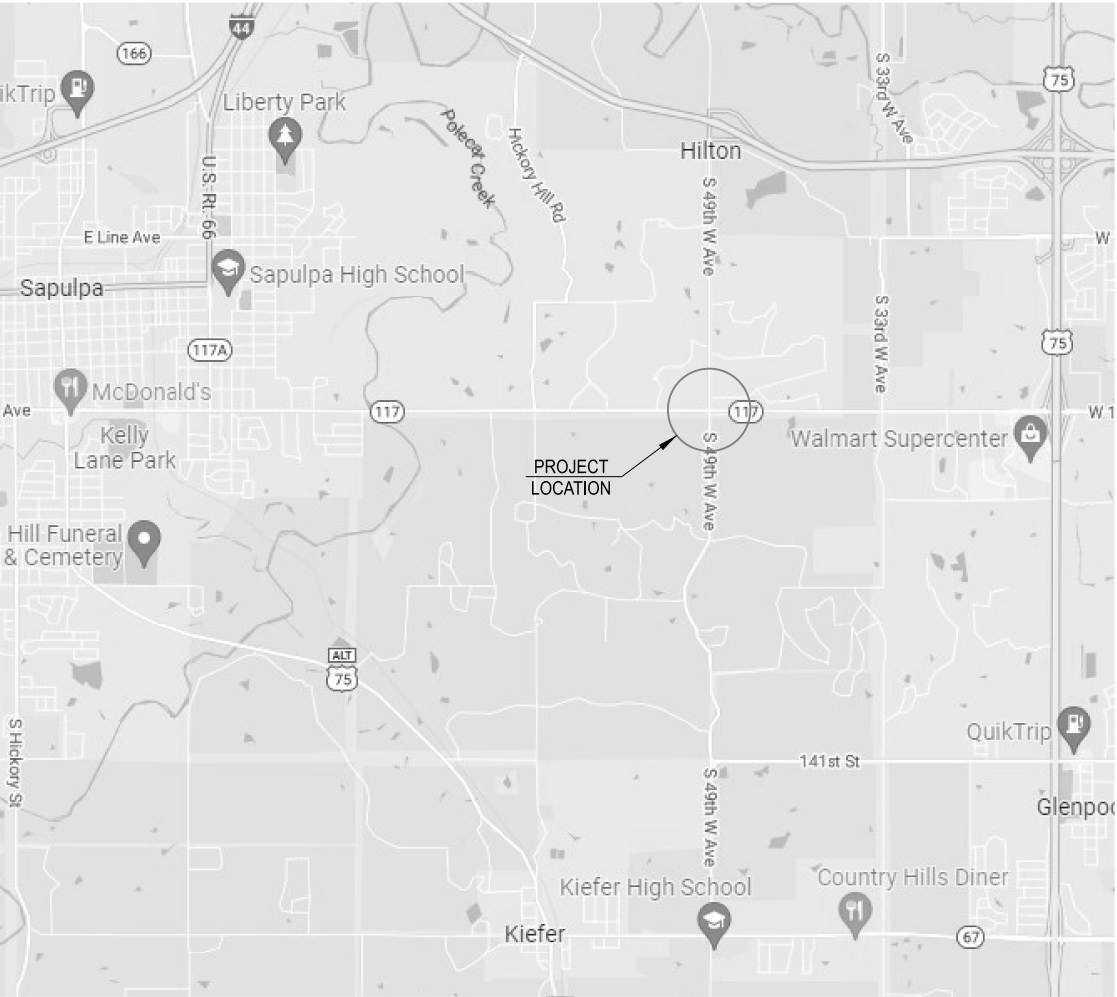 44
166
ikTrip
Liberty Park
Polecat Creek
Hickory Hill Rd
S 33rd W Ave
75
Hilton
U.S. Rt. 66
S 49th W Ave
E Line Ave
W
Sapulpa High School
Sapulpa
S 33rd W Ave
75
117A
McDonald's
Ave
117
117
W 1
Kelly
Lane Park
Walmart Supercenter
S 49th W Ave
PROJECT
LOCATION
Hill Funeral
& Cemetery
ALT
75
S Hickory St
QuikTrip
141st St
S 49th W Ave
Glenpoo
Kiefer High School
Country Hills Diner
Kiefer
67